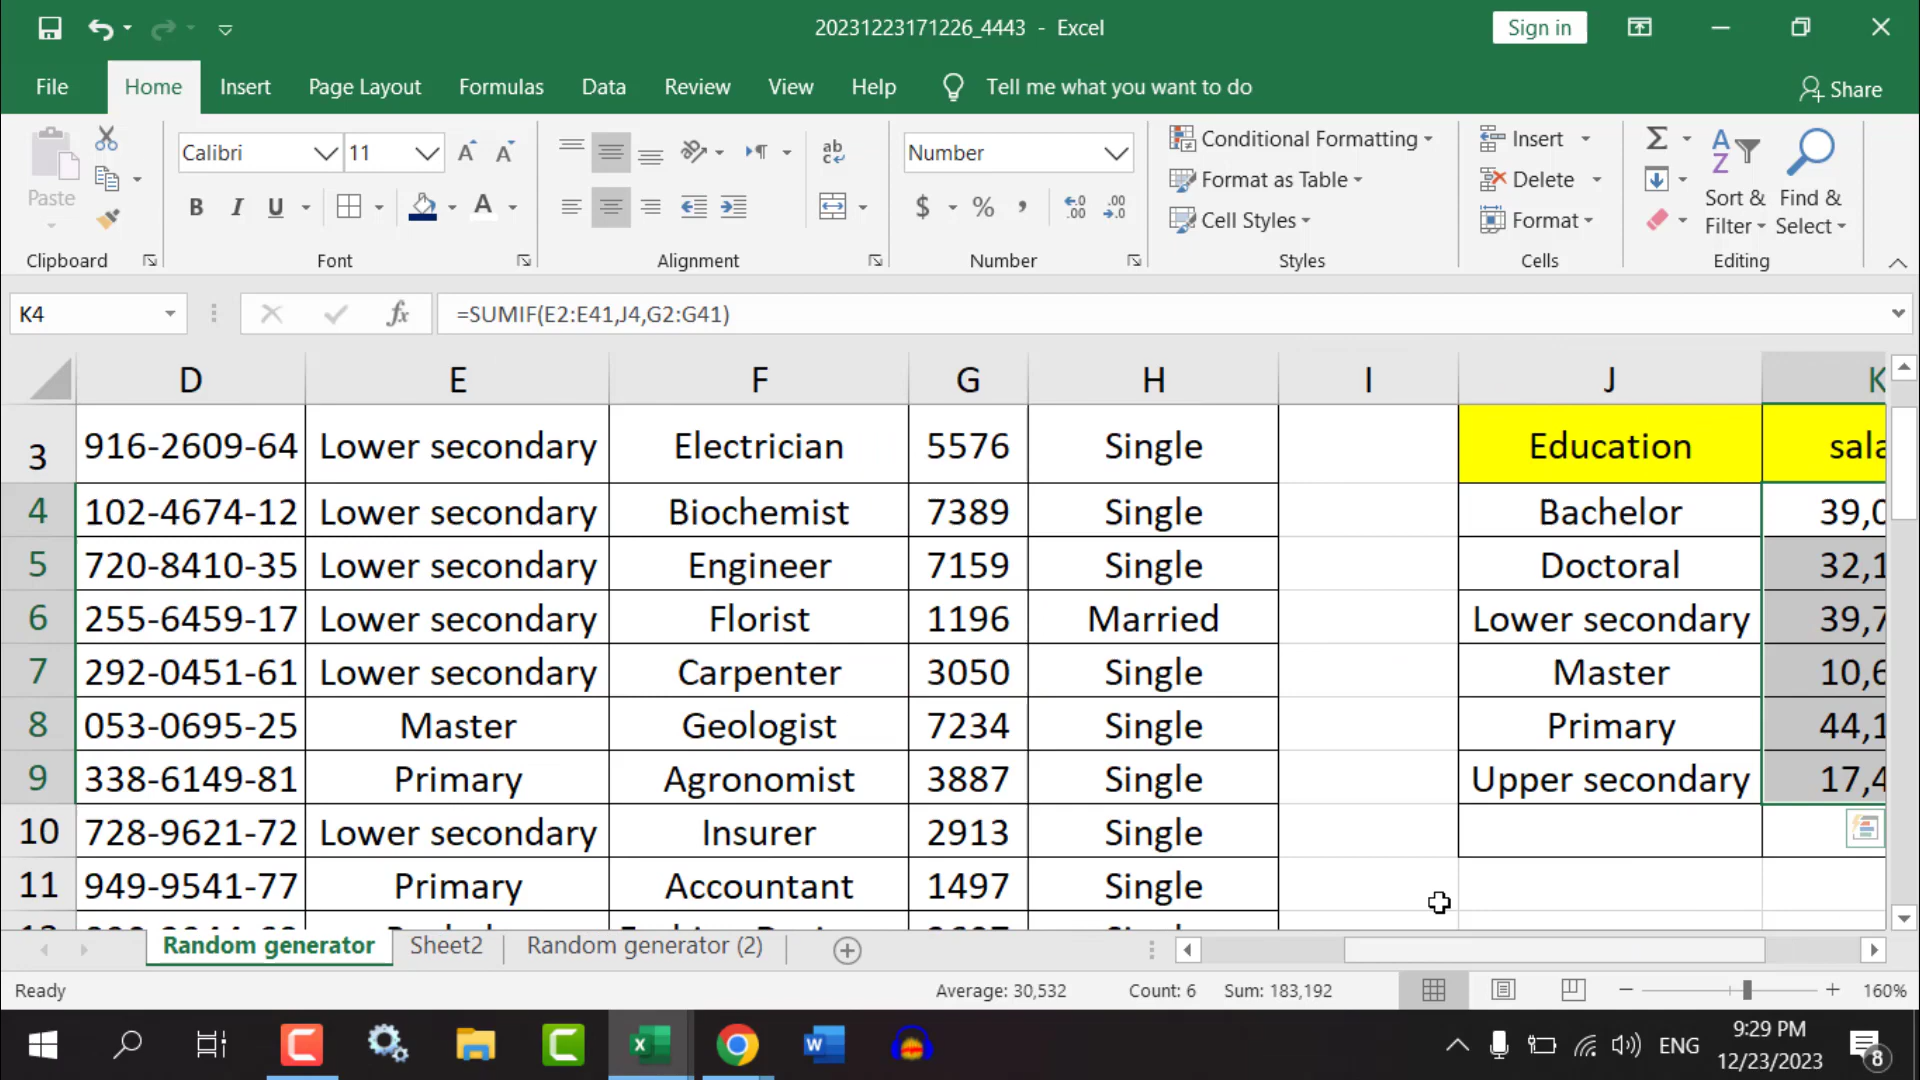 20231223171226_4443 - Excel
Sign in
File Home Insert Page Layout Formulas Data Review View Help Tell me what you want to do Share
Calibri 11 Number Conditional Formatting Insert
Paste Format as Table Delete Sort & Filter Find & Select
B I U $ % Cell Styles Format
Clipboard Font Alignment Number Styles Cells Editing
K4 fx =SUMIF(E2:E41,J4,G2:G41)
D E F G H I J K
3 916-2609-64 Lower secondary Electrician 5576 Single Education sala
4 102-4674-12 Lower secondary Biochemist 7389 Single Bachelor 39,0
5 720-8410-35 Lower secondary Engineer 7159 Single Doctoral 32,1
6 255-6459-17 Lower secondary Florist 1196 Married Lower secondary 39,7
7 292-0451-61 Lower secondary Carpenter 3050 Single Master 10,6
8 053-0695-25 Master Geologist 7234 Single Primary 44,1
9 338-6149-81 Primary Agronomist 3887 Single Upper secondary 17,4
10 728-9621-72 Lower secondary Insurer 2913 Single
11 949-9541-77 Primary Accountant 1497 Single
Random generator Sheet2 Random generator (2)
Ready Average: 30,532 Count: 6 Sum: 183,192 160%
ENG 9:29 PM 12/23/2023 8